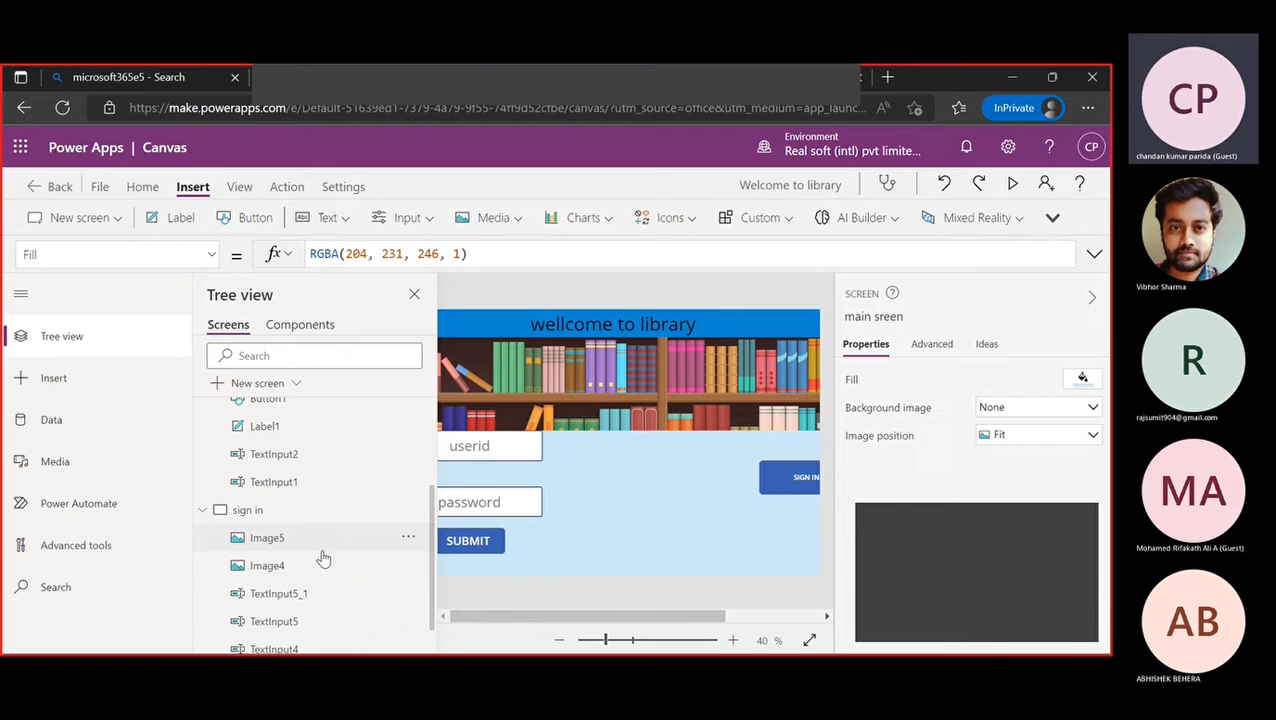 microsoft365e5 - Search
https://make.powerapps.com/e/Default-51639ed1-7379-4a79-9f55-74ff9d52cfbe/canvas/?utm_source=office&utm_medium=app_launc...
InPrivate
Power Apps | Canvas
Environment
Real soft (intl) pvt limite...
CP
Back
File
Home
Insert
View
Action
Settings
Welcome to library
New screen
Label
Button
Text
Input
Media
Charts
Icons
Custom
AI Builder
Mixed Reality
Fill
=
fx
RGBA(204, 231, 246, 1)
Tree view
Insert
Data
Media
Power Automate
Advanced tools
Search
Tree view
Screens
Components
Search
New screen
Button1
Label1
TextInput2
TextInput1
sign in
Image5
Image4
TextInput5_1
TextInput5
TextInput4
wellcome to library
userid
password
SUBMIT
SIGN IN
40 %
SCREEN
main sreen
Properties
Advanced
Ideas
Fill
Background image
None
Image position
Fit
CP
chandan kumar parida (Guest)
Vibhor Sharma
R
rajsumit904@gmail.com
MA
Mohamed Rifakath Ali A (Guest)
AB
ABHISHEK BEHERA